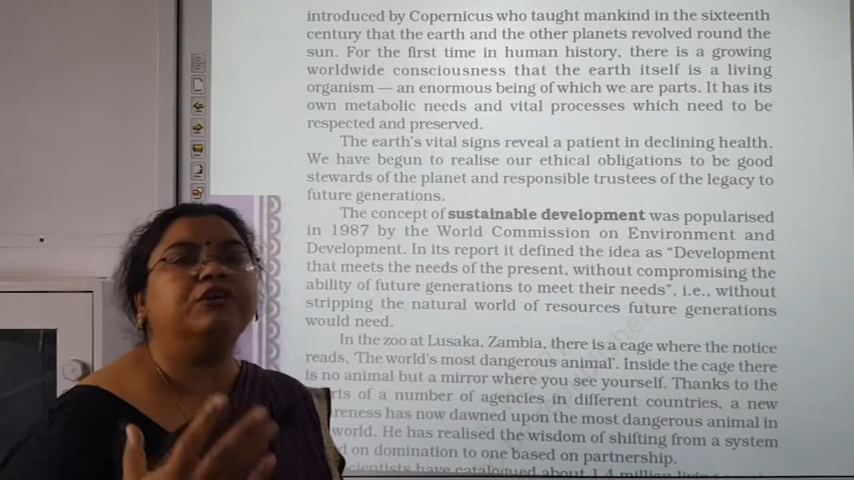 introduced by Copernicus who taught mankind in the sixteenth
century that the earth and the other planets revolved round the
sun. For the first time in human history, there is a growing
worldwide consciousness that the earth itself is a living
organism — an enormous being of which we are parts. It has its
own metabolic needs and vital processes which need to be
respected and preserved.
The earth's vital signs reveal a patient in declining health.
We have begun to realise our ethical obligations to be good
stewards of the planet and responsible trustees of the legacy to
future generations.
The concept of sustainable development was popularised
in 1987 by the World Commission on Environment and
Development. In its report it defined the idea as "Development
that meets the needs of the present, without compromising the
ability of future generations to meet their needs", i.e., without
stripping the natural world of resources future generations
would need.
In the zoo at Lusaka, Zambia, there is a cage where the notice
reads, 'The world's most dangerous animal'. Inside the cage there
is no animal but a mirror where you see yourself. Thanks to the
of a number of agencies in different countries, a new
has now dawned upon the most dangerous animal in
world. He has realised the wisdom of shifting from a system
on domination to one based on partnership.
Scientists have catalogued about 1.4 million living